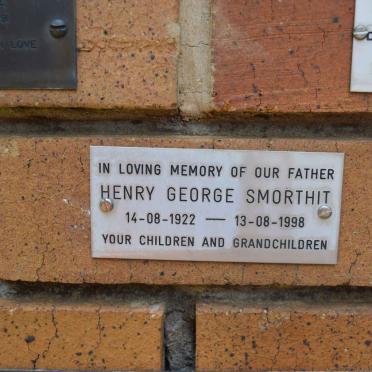 LOVE
IN LOVING MEMORY OF OUR FATHER
HENRY GEORGE SMORTHIT
14-08-1922 — 13-08-1998
YOUR CHILDREN AND GRANDCHILDREN